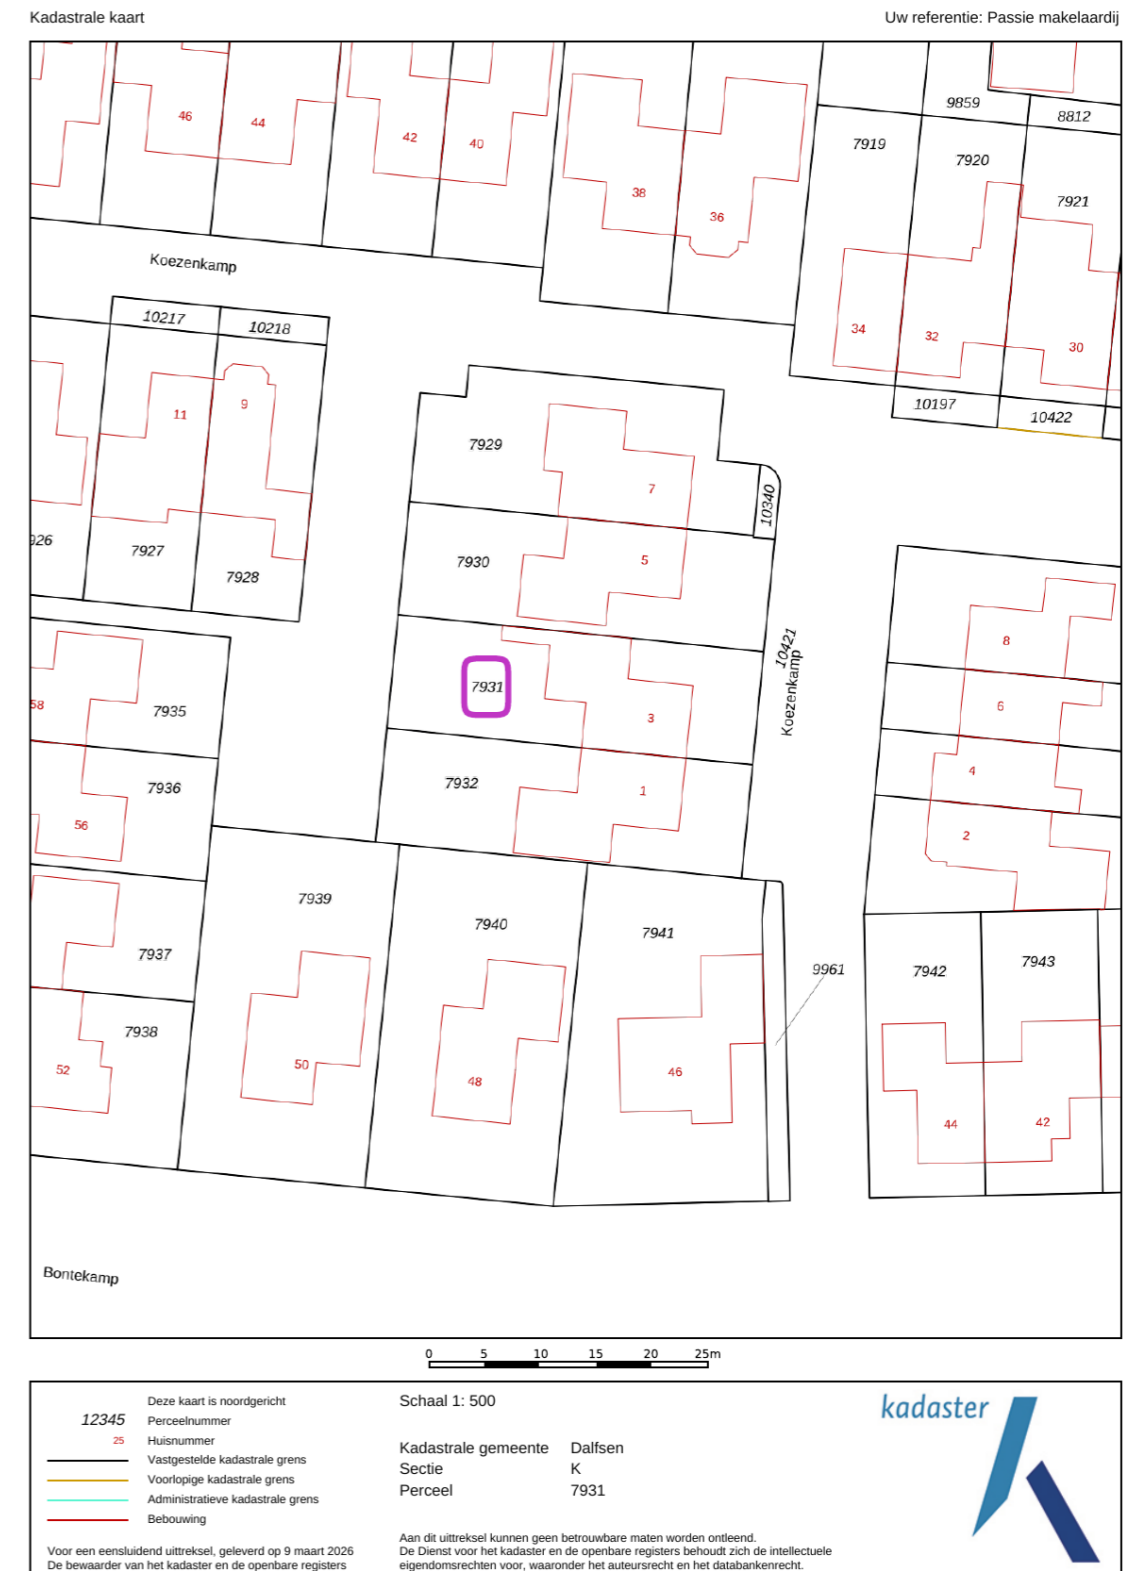 Kadastrale kaart
Uw referentie: Passie makelaardij
46
44
42
40
38
36
9859
8812
7919
7920
7921
34
32
30
10197
10422
Koezenkamp
10217
10218
11
9
7927
7928
926
7929
7
10340
7930
5
10421
Koezenkamp
7931
3
7932
1
8
6
4
2
58
7935
7936
56
7937
7938
52
7939
50
7940
48
7941
46
9961
7942
7943
44
42
Bontekamp
0 5 10 15 20 25m
Deze kaart is noordgericht
12345 Perceelnummer
25 Huisnummer
Vastgestelde kadastrale grens
Voorlopige kadastrale grens
Administratieve kadastrale grens
Bebouwing
Voor een eensluidend uittreksel, geleverd op 9 maart 2026
De bewaarder van het kadaster en de openbare registers
Schaal 1: 500
Kadastrale gemeente Dalfsen
Sectie K
Perceel 7931
Aan dit uittreksel kunnen geen betrouwbare maten worden ontleend.
De Dienst voor het kadaster en de openbare registers behoudt zich de intellectuele
eigendomsrechten voor, waaronder het auteursrecht en het databankenrecht.
kadaster